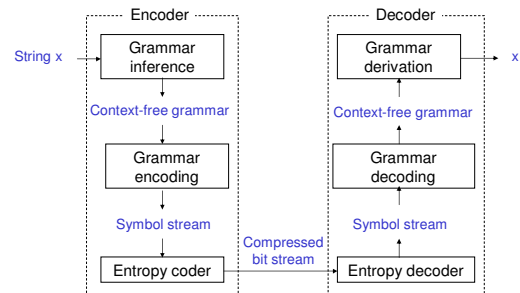 Encoder
String x
Grammar
inference
Context-free grammar
Grammar
encoding
Symbol stream
Entropy coder
Compressed
bit stream
Decoder
Grammar
derivation
x
Context-free grammar
Grammar
decoding
Symbol stream
Entropy decoder